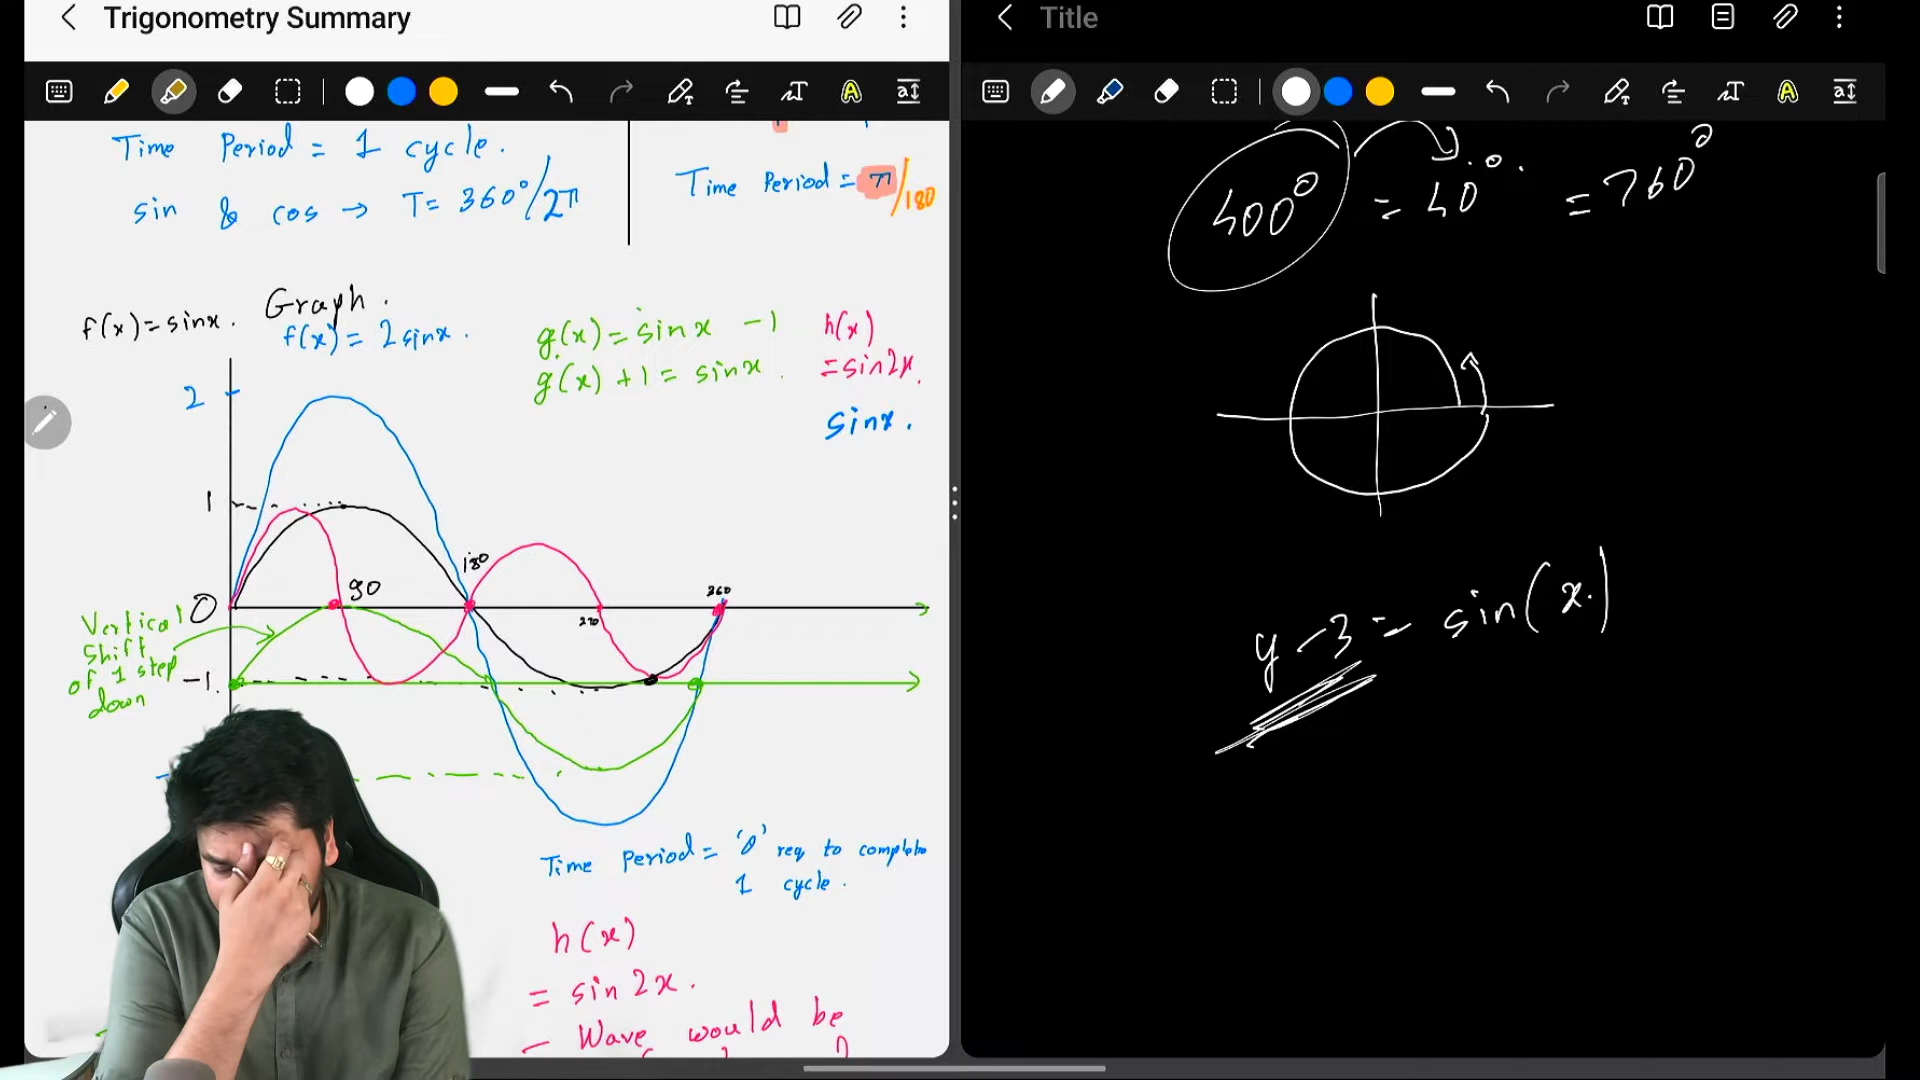 Trigonometry Summary
Time Period = 1 cycle.
sin & cos → T= 360°/2π
Time Period = π/180
f(x)=sinx.
Graph.
f(x)= 2sinx.
g(x)=sinx -1
g(x)+1= sinx.
h(x)
=sin2x.
sinx.
2
1
0
-1
90
180
270
360
Vertical
Shift
of 1 step
down
Time Period= 'θ' req to complete
1 cycle.
h(x)
= sin2x.
- Wave would be
Title
400° = 40°. = 760°
y-3= sin(x)